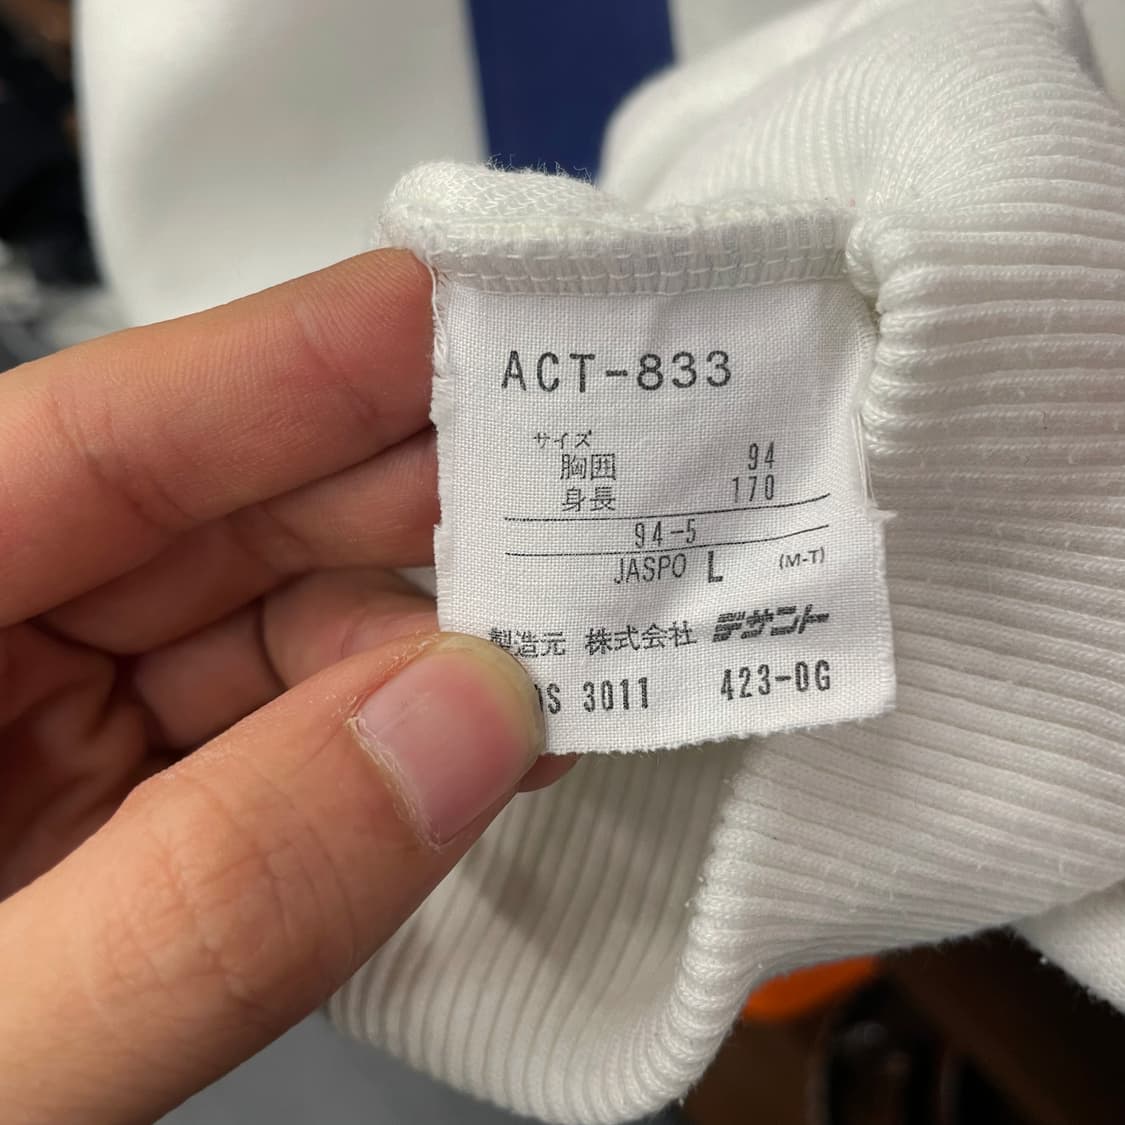 ACT-833
サイズ
胸囲 94
身長 170
94-5
JASPO L (M-T)
製造元 株式会社 デサント
3011 423-0G